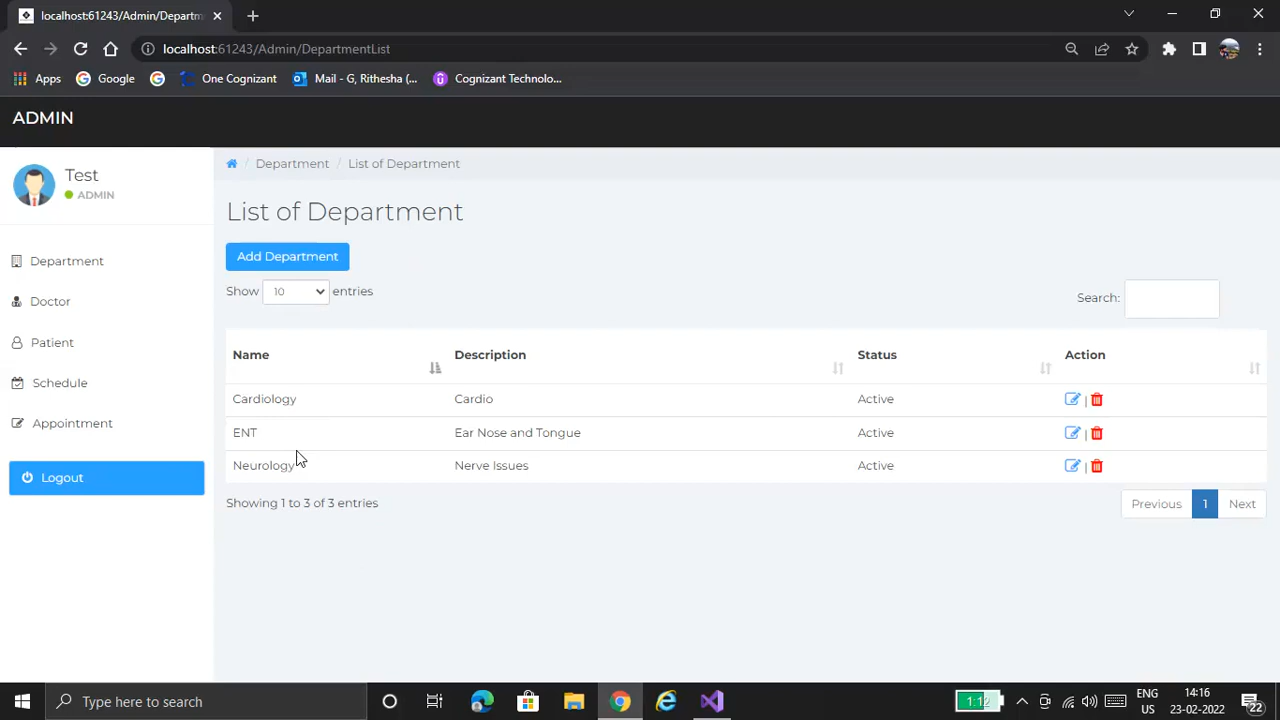 localhost:61243/Admin/Departm
localhost:61243/Admin/DepartmentList
Apps
Google
One Cognizant
Mail - G, Rithesha (...
Cognizant Technolo...
ADMIN
Test
ADMIN
Department / List of Department
List of Department
Add Department
Department
Doctor
Patient
Schedule
Appointment
Logout
Show 10 entries
Search:
Name Description Status Action
Cardiology Cardio Active |
ENT Ear Nose and Tongue Active |
Neurology Nerve Issues Active |
Showing 1 to 3 of 3 entries
Previous 1 Next
Type here to search
1:12
ENG
US
14:16
23-02-2022
22